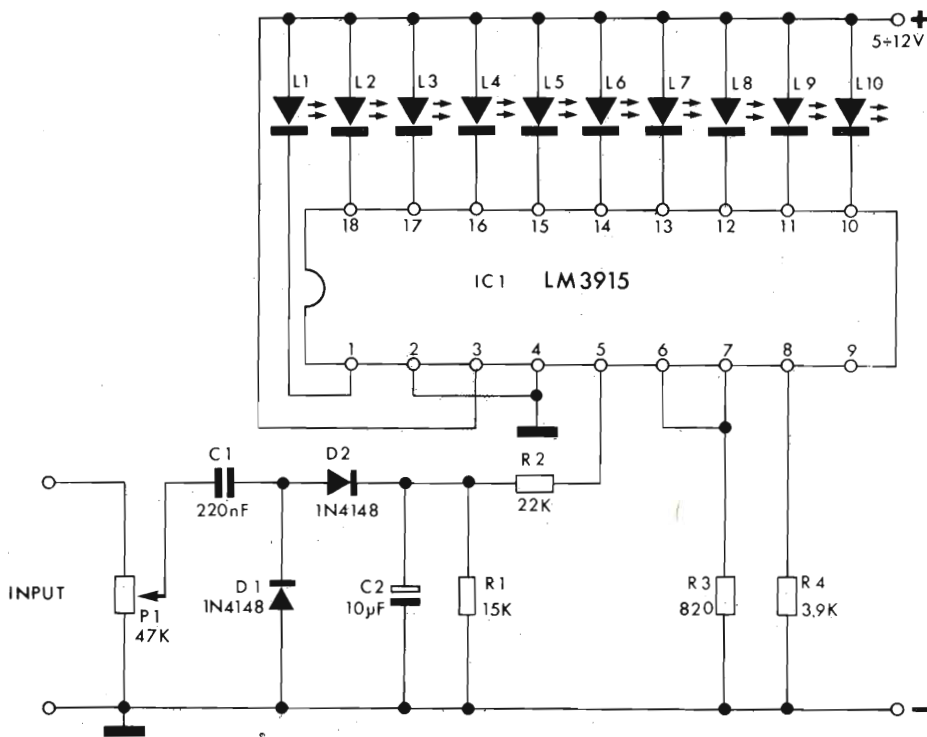 +
5÷12V
L1 L2 L3 L4 L5 L6 L7 L8 L9 L10
18 17 16 15 14 13 12 11 10
IC1 LM3915
1 2 3 4 5 6 7 8 9
C1
220nF
D2
1N4148
R2
22K
INPUT
P1
47K
D1
1N4148
C2
10µF
R1
15K
R3
820
R4
3,9K
-